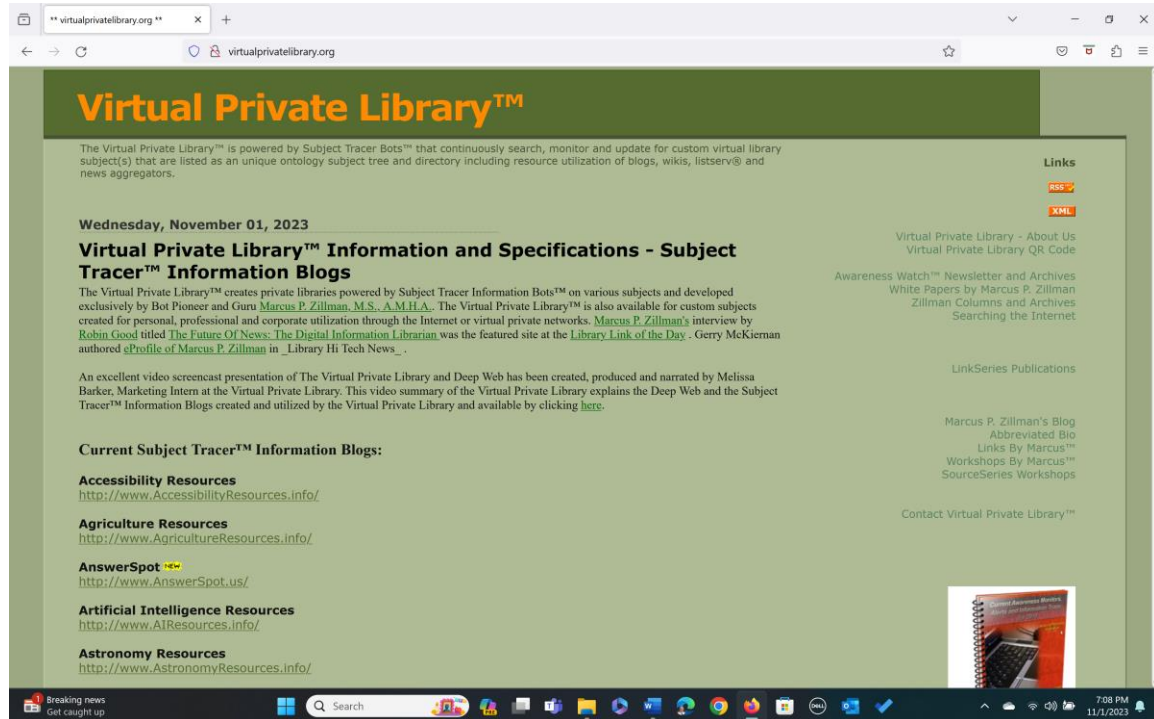 ** virtualprivatelibrary.org **
virtualprivatelibrary.org
Virtual Private Library™
The Virtual Private Library™ is powered by Subject Tracer Bots™ that continuously search, monitor and update for custom virtual library
subject(s) that are listed as an unique ontology subject tree and directory including resource utilization of blogs, wikis, listserv® and
news aggregators.
Wednesday, November 01, 2023
Virtual Private Library™ Information and Specifications - Subject
Tracer™ Information Blogs
The Virtual Private Library™ creates private libraries powered by Subject Tracer Information Bots™ on various subjects and developed
exclusively by Bot Pioneer and Guru Marcus P. Zillman, M.S., A.M.H.A.. The Virtual Private Library™ is also available for custom subjects
created for personal, professional and corporate utilization through the Internet or virtual private networks. Marcus P. Zillman's interview by
Robin Good titled The Future Of News: The Digital Information Librarian was the featured site at the Library Link of the Day . Gerry McKiernan
authored eProfile of Marcus P. Zillman in _Library Hi Tech News_ .
An excellent video screencast presentation of The Virtual Private Library and Deep Web has been created, produced and narrated by Melissa
Barker, Marketing Intern at the Virtual Private Library. This video summary of the Virtual Private Library explains the Deep Web and the Subject
Tracer™ Information Blogs created and utilized by the Virtual Private Library and available by clicking here.
Current Subject Tracer™ Information Blogs:
Accessibility Resources
http://www.AccessibilityResources.info/
Agriculture Resources
http://www.AgricultureResources.info/
AnswerSpot NEW
http://www.AnswerSpot.us/
Artificial Intelligence Resources
http://www.AIResources.info/
Astronomy Resources
http://www.AstronomyResources.info/
Links
RSS
XML
Virtual Private Library - About Us
Virtual Private Library QR Code
Awareness Watch™ Newsletter and Archives
White Papers by Marcus P. Zillman
Zillman Columns and Archives
Searching the Internet
LinkSeries Publications
Marcus P. Zillman's Blog
Abbreviated Bio
Links By Marcus™
Workshops By Marcus™
SourceSeries Workshops
Contact Virtual Private Library™
Current Awareness Monitors,
1
Breaking news
Get caught up
Search
DELL
7:08 PM
11/1/2023